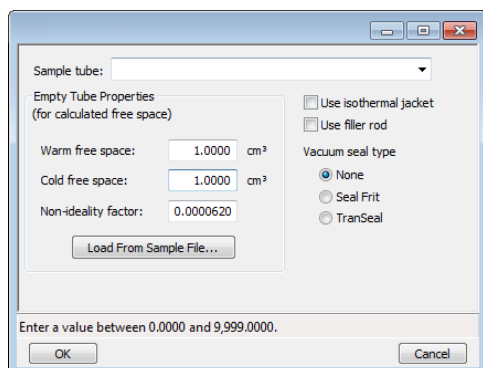 Sample tube:
Empty Tube Properties
(for calculated free space)
Warm free space: 1.0000 cm³
Cold free space: 1.0000 cm³
Non-ideality factor: 0.0000620
Load From Sample File...
Use isothermal jacket
Use filler rod
Vacuum seal type
None
Seal Frit
TranSeal
Enter a value between 0.0000 and 9,999.0000.
OK Cancel